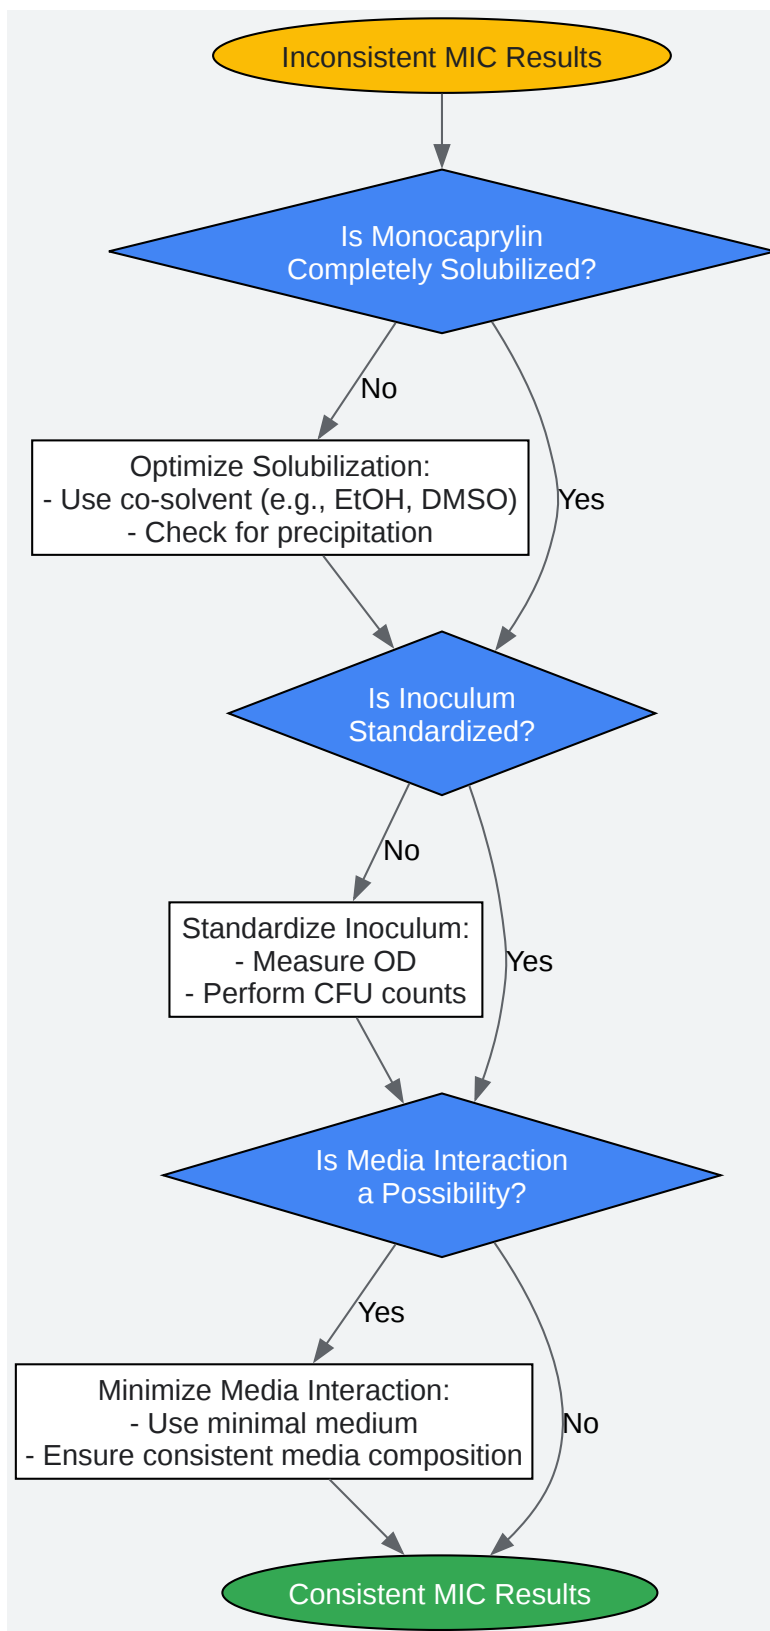 Inconsistent MIC Results
Is Monocaprylin
Completely Solubilized?
No
Optimize Solubilization:
- Use co-solvent (e.g., EtOH, DMSO)
- Check for precipitation
Yes
Is Inoculum
Standardized?
No
Standardize Inoculum:
- Measure OD
- Perform CFU counts
Yes
Is Media Interaction
a Possibility?
Yes
Minimize Media Interaction:
- Use minimal medium
- Ensure consistent media composition
No
Consistent MIC Results